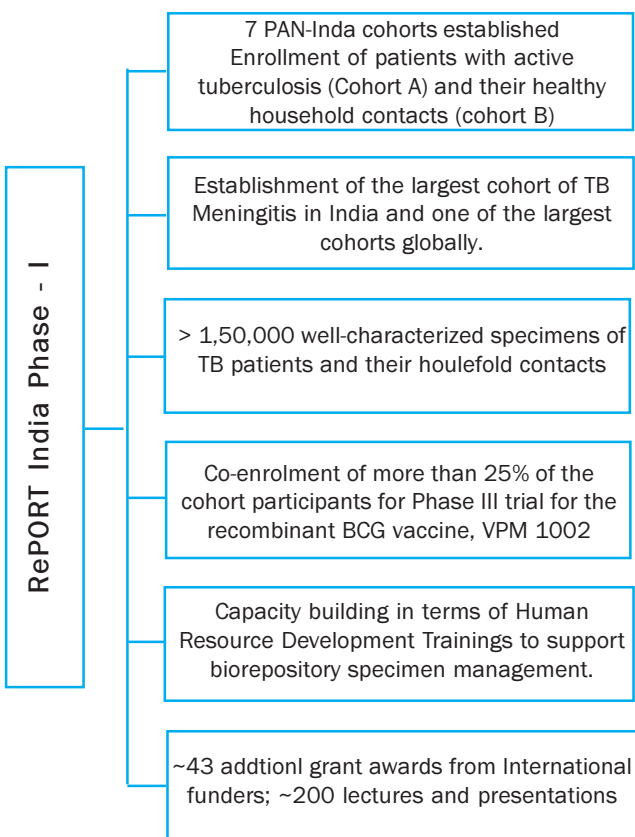 RePORT India Phase - I
7 PAN-Inda cohorts established
Enrollment of patients with active
tuberculosis (Cohort A) and their healthy
household contacts (cohort B)
Establishment of the largest cohort of TB
Meningitis in India and one of the largest
cohorts globally.
> 1,50,000 well-characterized specimens of
TB patients and their houlefold contacts
Co-enrolment of more than 25% of the
cohort participants for Phase III trial for the
recombinant BCG vaccine, VPM 1002
Capacity building in terms of Human
Resource Development Trainings to support
biorepository specimen management.
~43 addtionl grant awards from International
funders; ~200 lectures and presentations